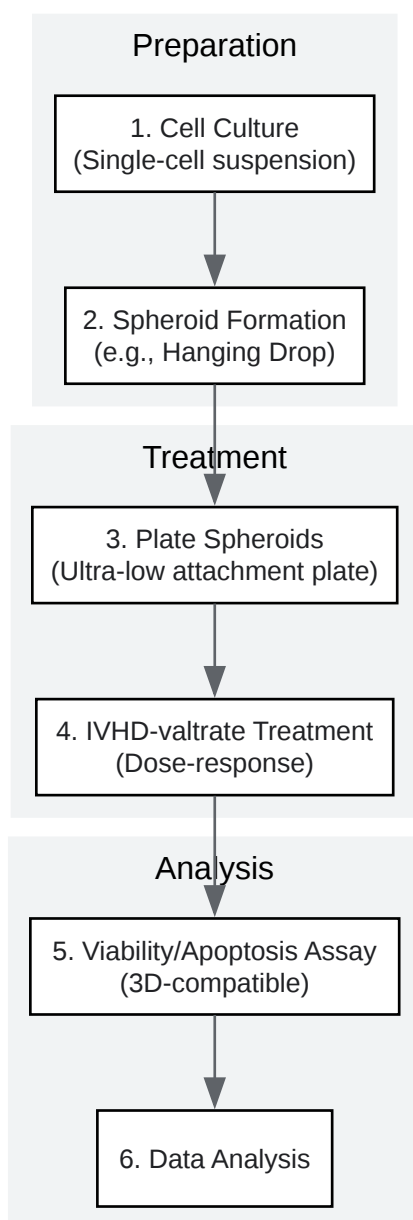 Preparation
1. Cell Culture
(Single-cell suspension)
2. Spheroid Formation
(e.g., Hanging Drop)
Treatment
3. Plate Spheroids
(Ultra-low attachment plate)
4. IVHD-valtrate Treatment
(Dose-response)
Analysis
5. Viability/Apoptosis Assay
(3D-compatible)
6. Data Analysis